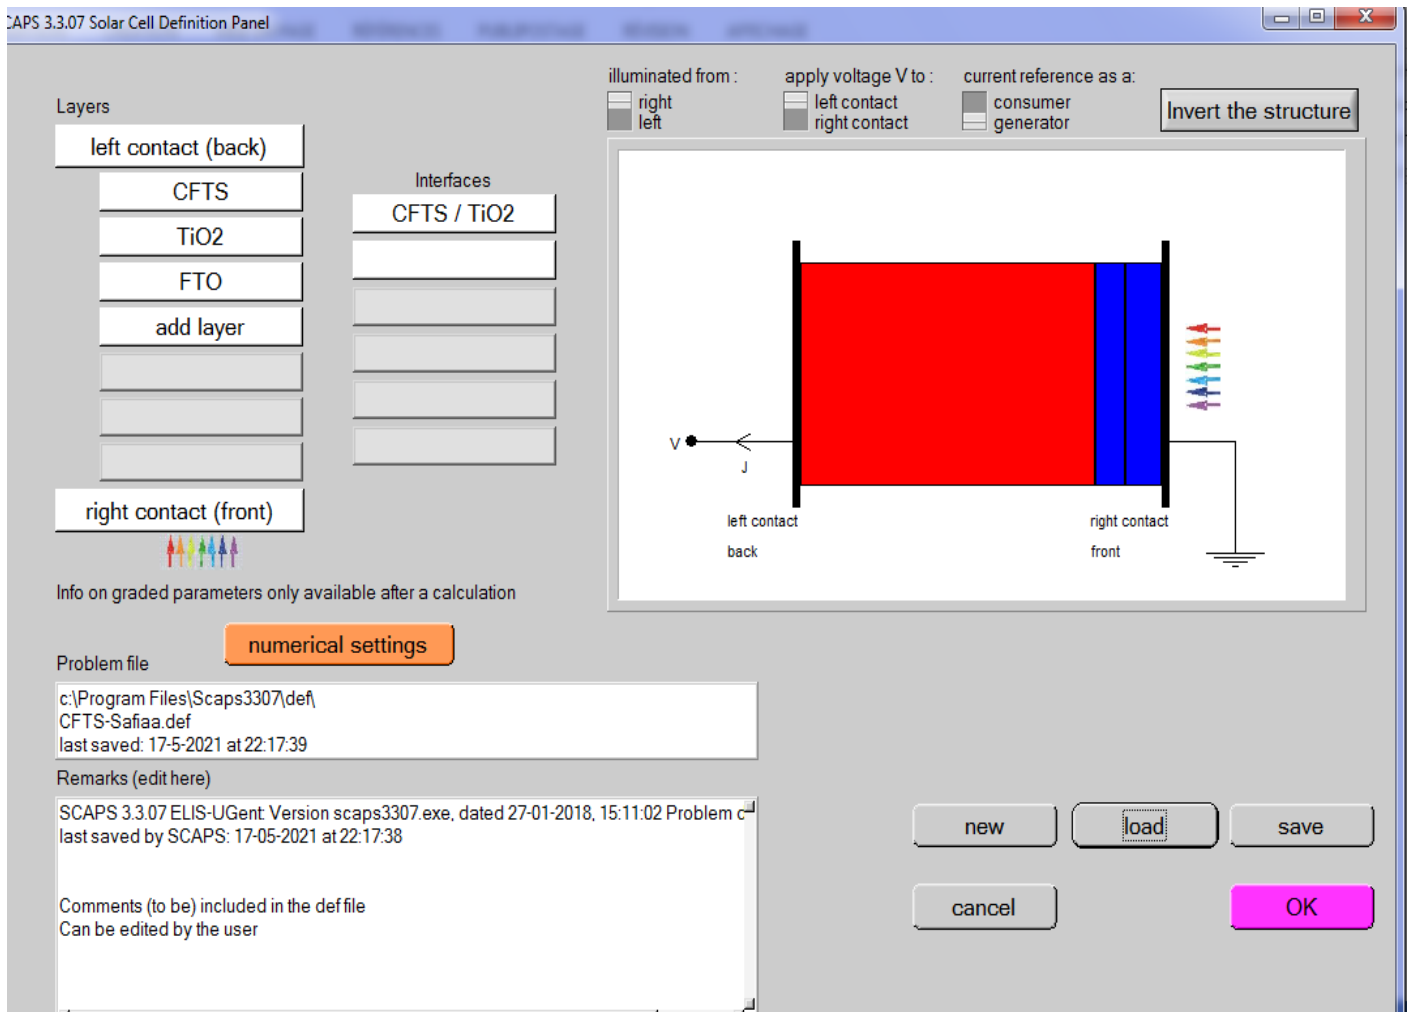 CAPS 3.3.07 Solar Cell Definition Panel
illuminated from :
right
left
apply voltage V to :
left contact
right contact
current reference as a:
consumer
generator
Invert the structure
Layers
left contact (back)
CFTS
TiO2
FTO
add layer
right contact (front)
Interfaces
CFTS / TiO2
V
J
left contact
back
right contact
front
Info on graded parameters only available after a calculation
numerical settings
Problem file
c:\Program Files\Scaps3307\def\
CFTS-Safiaa.def
last saved: 17-5-2021 at 22:17:39
Remarks (edit here)
SCAPS 3.3.07 ELIS-UGent: Version scaps3307.exe, dated 27-01-2018, 15:11:02 Problem c
last saved by SCAPS: 17-05-2021 at 22:17:38
Comments (to be) included in the def file
Can be edited by the user
new
load
save
cancel
OK